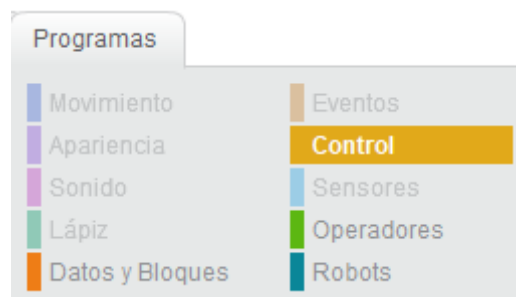 Programas
Movimiento
Eventos
Apariencia
Control
Sonido
Sensores
Lápiz
Operadores
Datos y Bloques
Robots